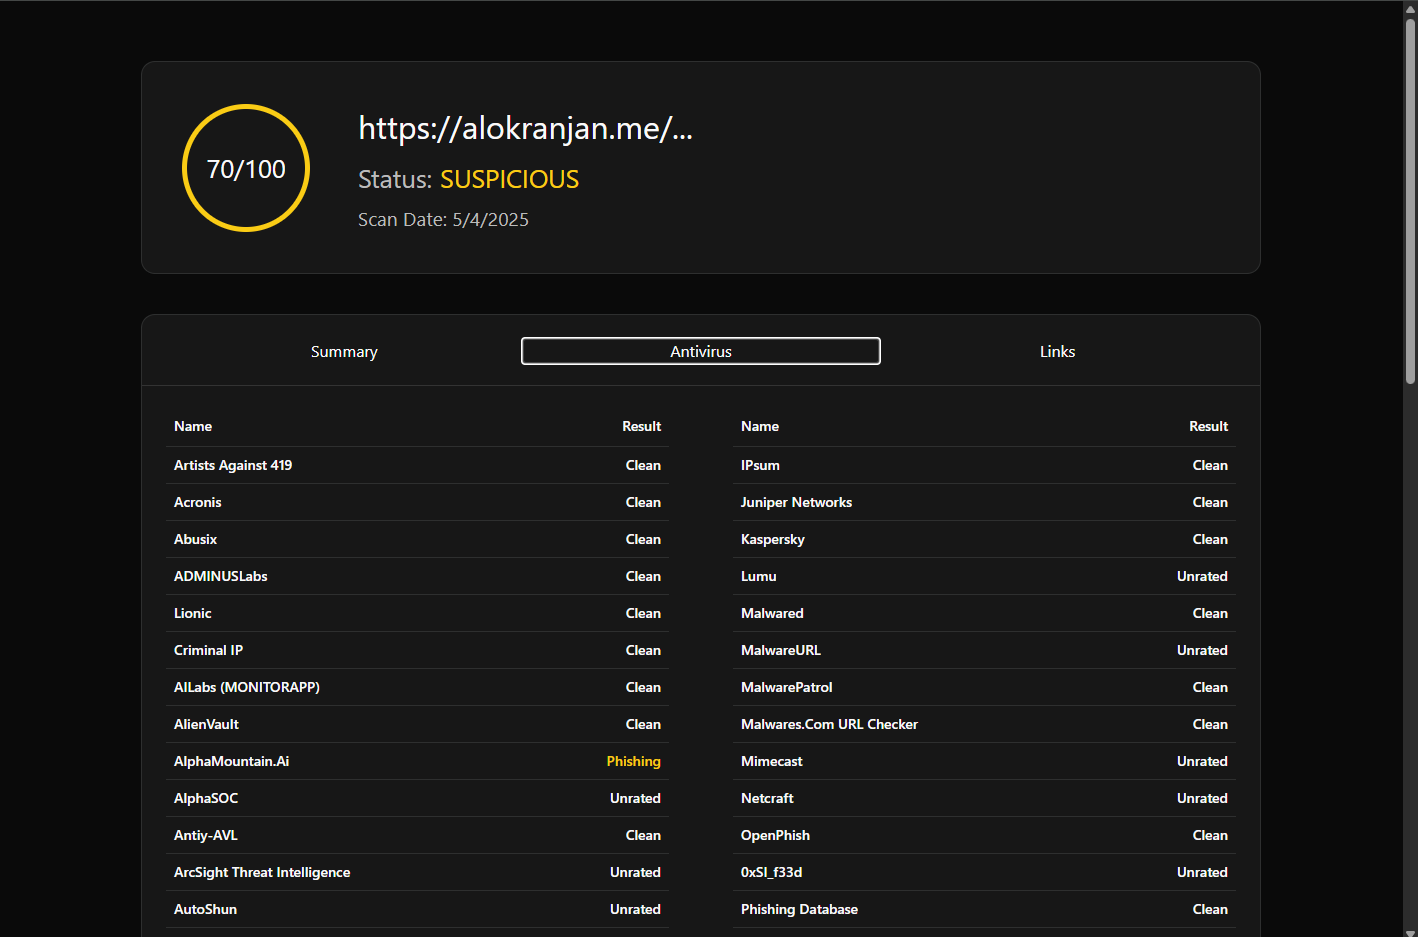 70/100
https://alokranjan.me/...
Status: SUSPICIOUS
Scan Date: 5/4/2025
Summary Antivirus Links
Name Result Name Result
Artists Against 419 Clean IPsum Clean
Acronis Clean Juniper Networks Clean
Abusix Clean Kaspersky Clean
ADMINUSLabs Clean Lumu Unrated
Lionic Clean Malwared Clean
Criminal IP Clean MalwareURL Unrated
AILabs (MONITORAPP) Clean MalwarePatrol Clean
AlienVault Clean Malwares.Com URL Checker Clean
AlphaMountain.Ai Phishing Mimecast Unrated
AlphaSOC Unrated Netcraft Unrated
Antiy-AVL Clean OpenPhish Clean
ArcSight Threat Intelligence Unrated 0xSI_f33d Unrated
AutoShun Unrated Phishing Database Clean